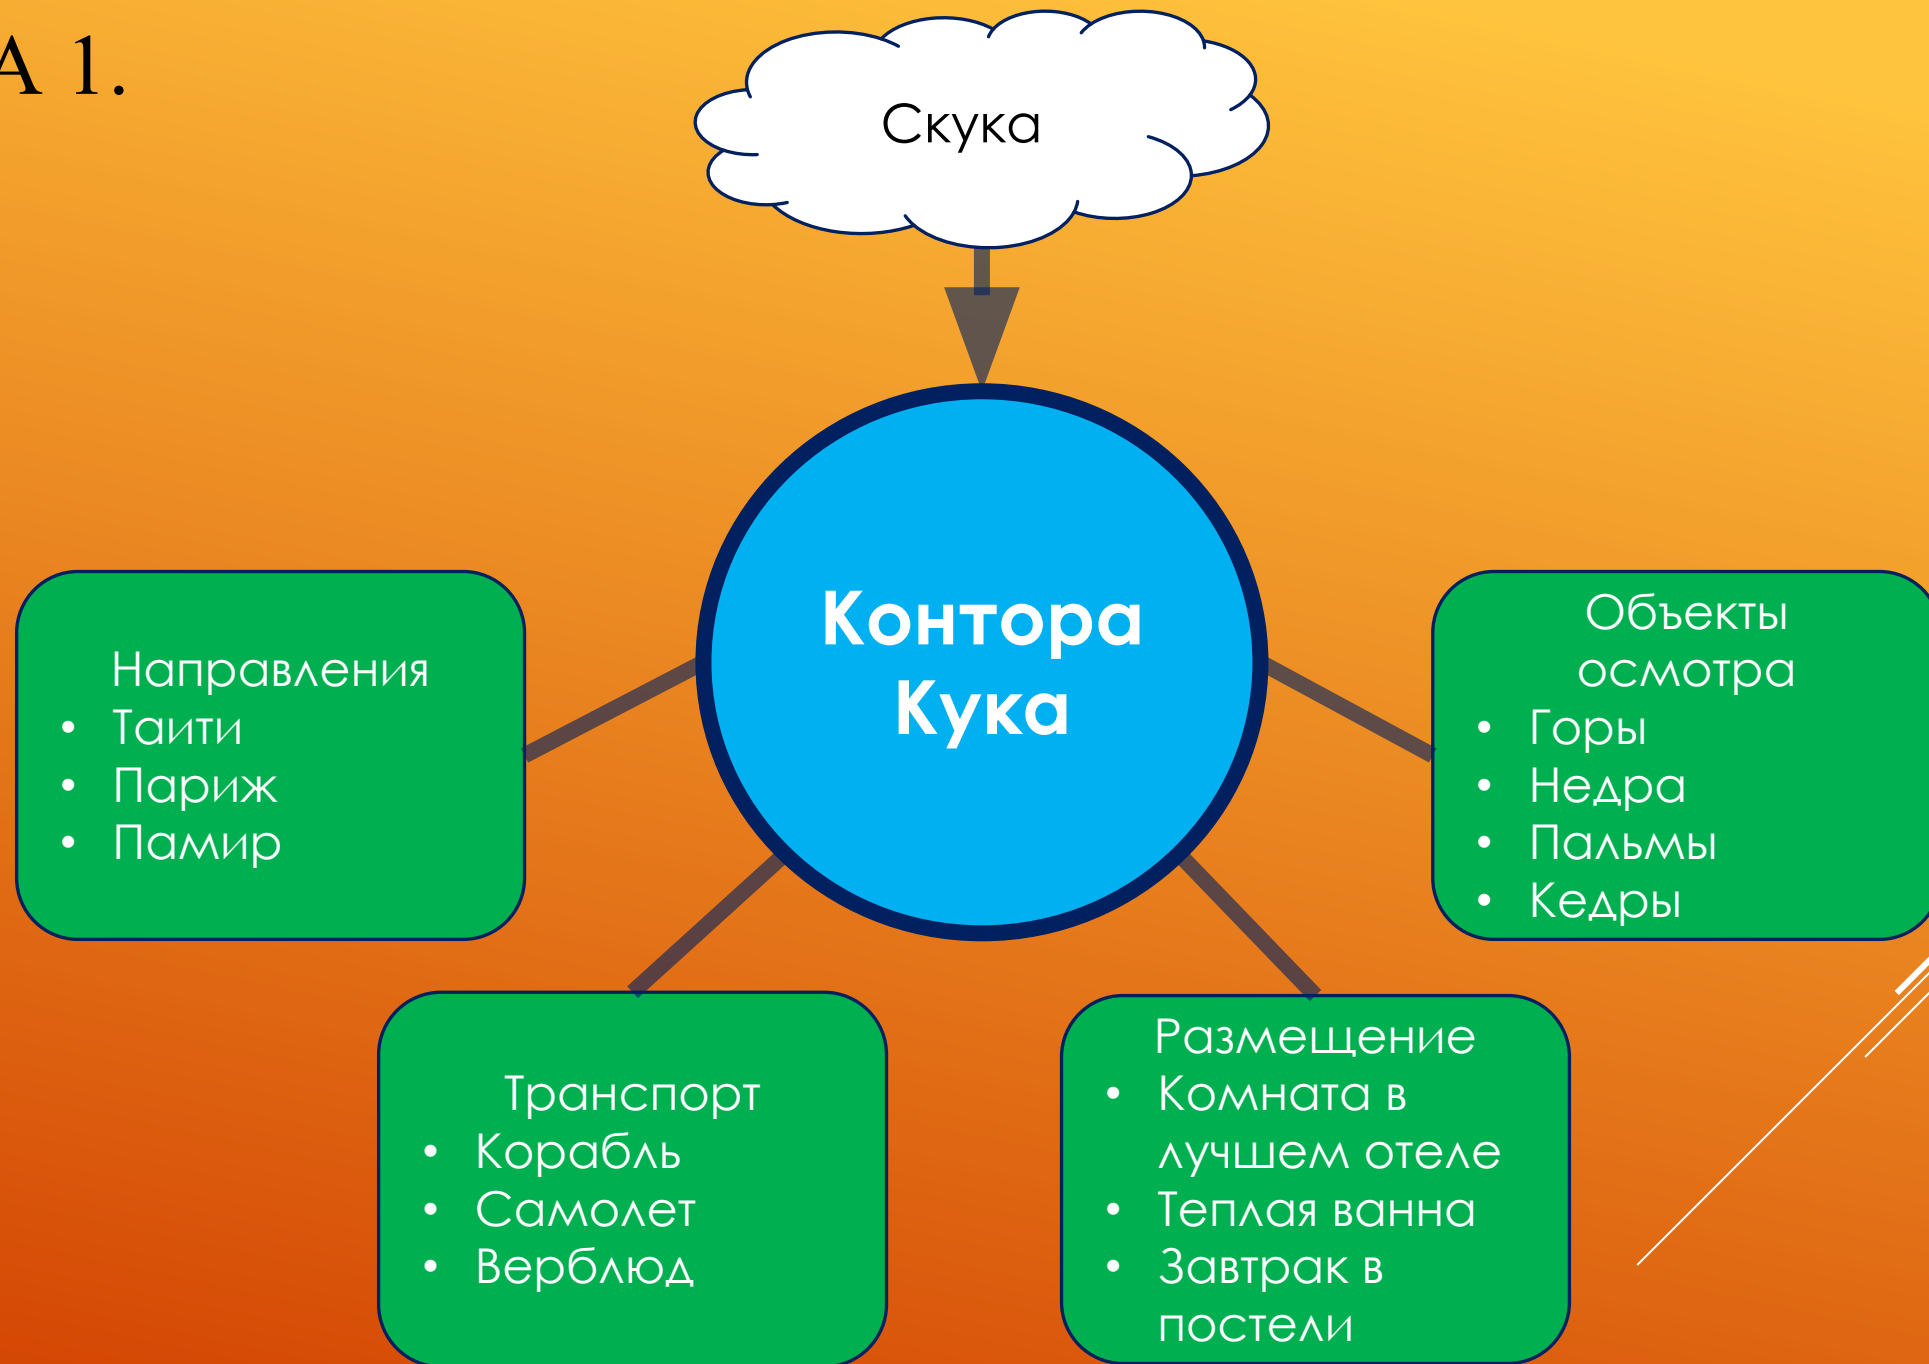 А 1.
Скука
Контора
Кука
Направления
• Таити
• Париж
• Памир
Объекты
осмотра
• Горы
• Недра
• Пальмы
• Кедры
Транспорт
• Корабль
• Самолет
• Верблюд
Размещение
• Комната в
лучшем отеле
• Теплая ванна
• Завтрак в
постели